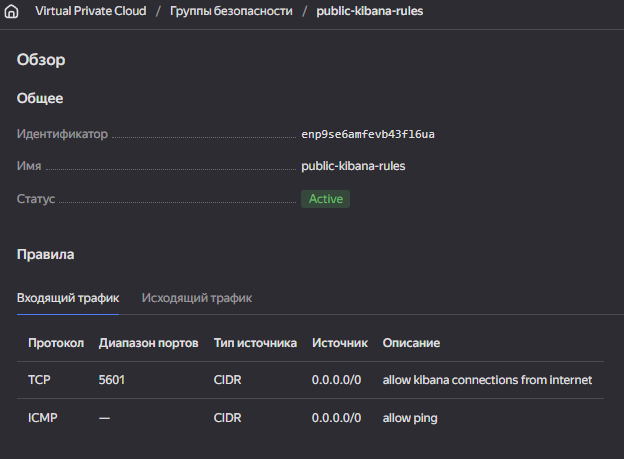 Virtual Private Cloud / Группы безопасности / public-kibana-rules
Обзор
Общее
Идентификатор enp9se6amfevb43f16ua
Имя public-kibana-rules
Статус Active
Правила
Входящий трафик Исходящий трафик
Протокол Диапазон портов Тип источника Источник Описание
TCP 5601 CIDR 0.0.0.0/0 allow kibana connections from internet
ICMP — CIDR 0.0.0.0/0 allow ping